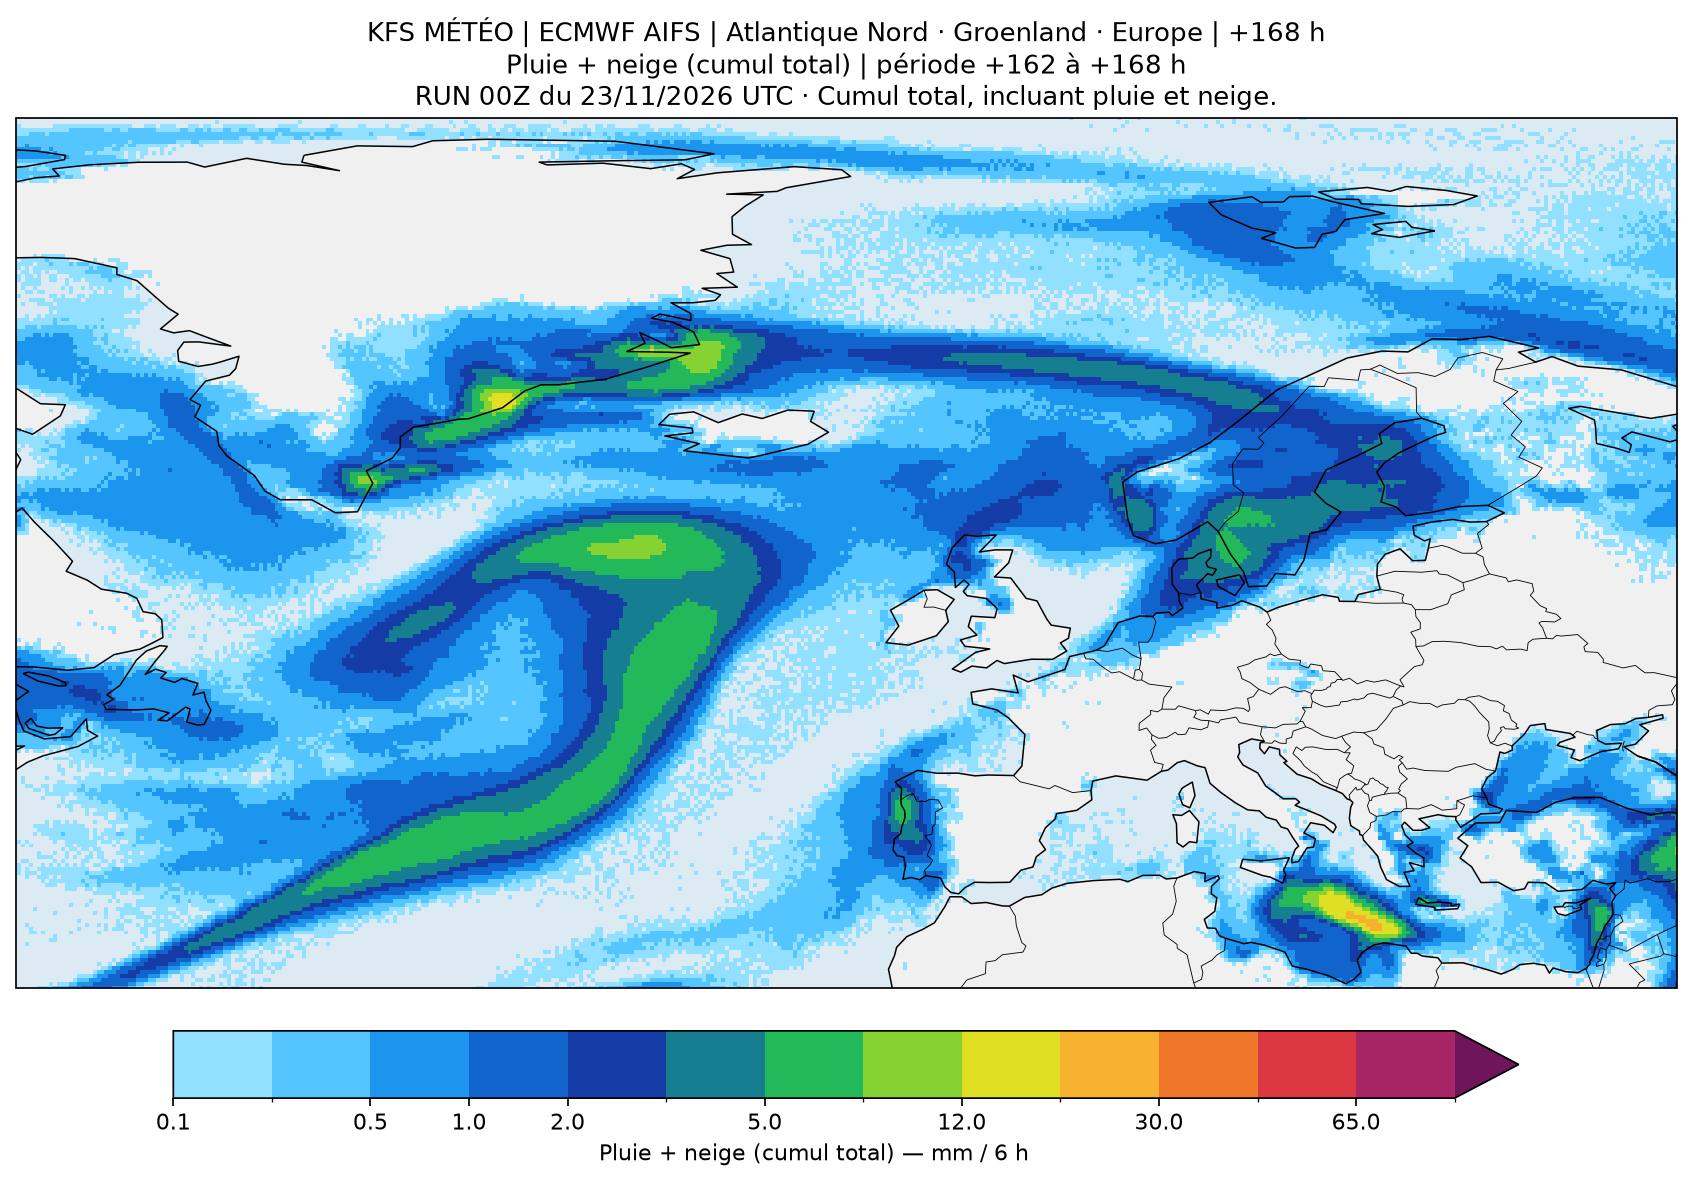 KFS MÉTÉO | ECMWF AIFS | Atlantique Nord · Groenland · Europe | +168 h
Pluie + neige (cumul total) | période +162 à +168 h
RUN 00Z du 23/11/2026 UTC · Cumul total, incluant pluie et neige.
0.1 0.5 1.0 2.0 5.0 12.0 30.0 65.0
Pluie + neige (cumul total) — mm / 6 h